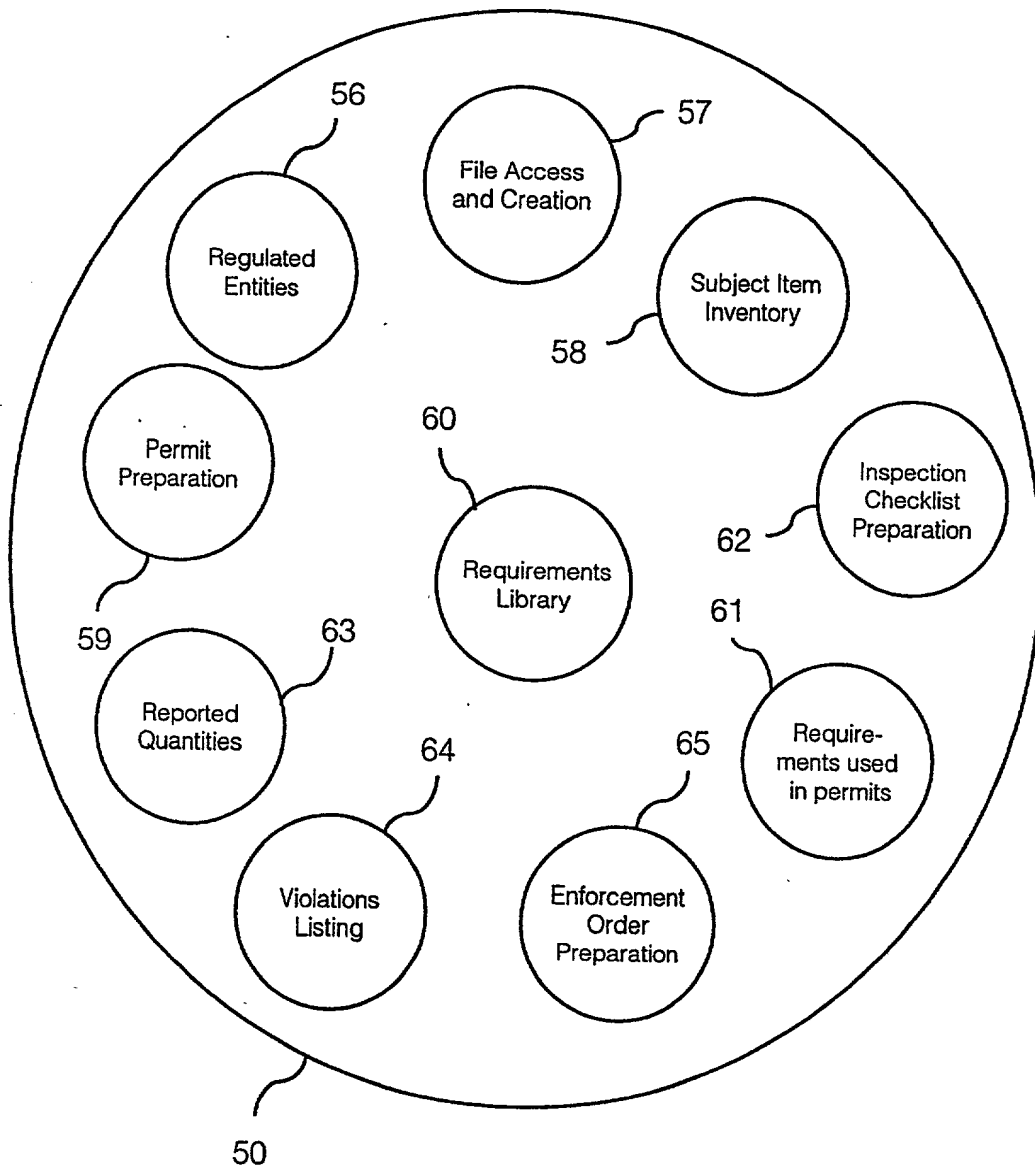 56
57
File Access
and Creation
Regulated
Entities
Subject Item
Inventory
58
60
Permit
Preparation
Inspection
Checklist
Preparation
62
Requirements
Library
59
63
61
Reported
Quantities
64
65
Require-
ments used
in permits
Violations
Listing
Enforcement
Order
Preparation
50